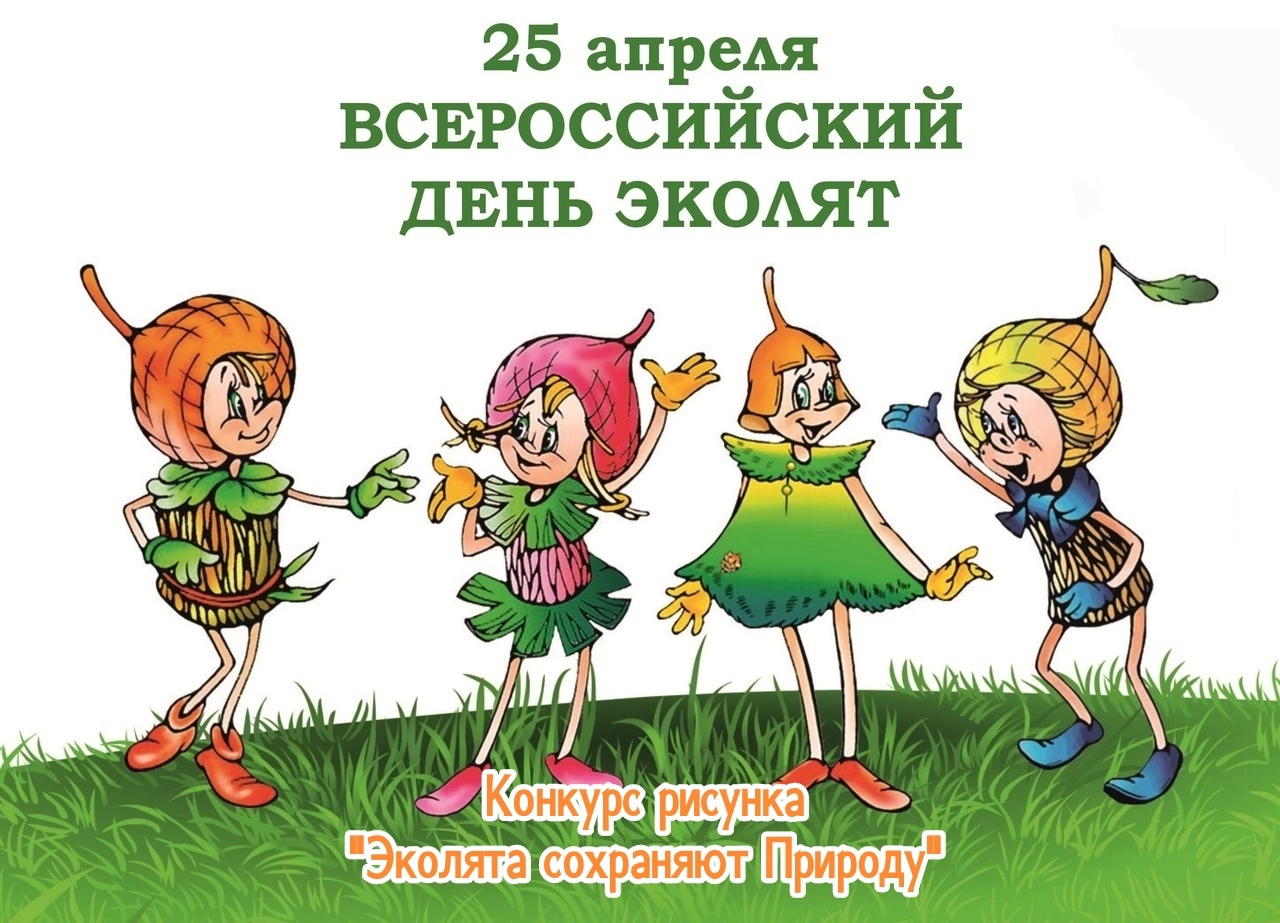 25 апреля
ВСЕРОССИЙСКИЙ
ДЕНЬ ЭКОЛЯТ
Конкурс рисунка
"Эколята сохраняют Природу"